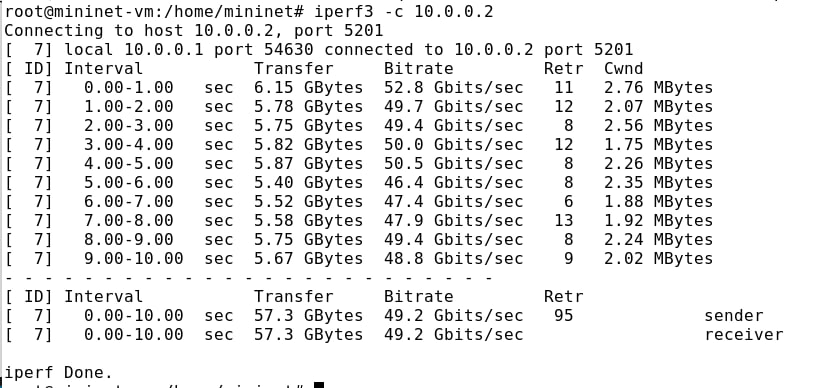 root@mininet-vm:/home/mininet# iperf3 -c 10.0.0.2
Connecting to host 10.0.0.2, port 5201
[  7] local 10.0.0.1 port 54630 connected to 10.0.0.2 port 5201
[ ID] Interval           Transfer     Bitrate         Retr  Cwnd
[  7]   0.00-1.00   sec  6.15 GBytes  52.8 Gbits/sec   11   2.76 MBytes
[  7]   1.00-2.00   sec  5.78 GBytes  49.7 Gbits/sec   12   2.07 MBytes
[  7]   2.00-3.00   sec  5.75 GBytes  49.4 Gbits/sec    8   2.56 MBytes
[  7]   3.00-4.00   sec  5.82 GBytes  50.0 Gbits/sec   12   1.75 MBytes
[  7]   4.00-5.00   sec  5.87 GBytes  50.5 Gbits/sec    8   2.26 MBytes
[  7]   5.00-6.00   sec  5.40 GBytes  46.4 Gbits/sec    8   2.35 MBytes
[  7]   6.00-7.00   sec  5.52 GBytes  47.4 Gbits/sec    6   1.88 MBytes
[  7]   7.00-8.00   sec  5.58 GBytes  47.9 Gbits/sec   13   1.92 MBytes
[  7]   8.00-9.00   sec  5.75 GBytes  49.4 Gbits/sec    8   2.24 MBytes
[  7]   9.00-10.00  sec  5.67 GBytes  48.8 Gbits/sec    9   2.02 MBytes
- - - - - - - - - - - - - - - - - - - - - - - - -
[ ID] Interval           Transfer     Bitrate         Retr
[  7]   0.00-10.00  sec  57.3 GBytes  49.2 Gbits/sec   95             sender
[  7]   0.00-10.00  sec  57.3 GBytes  49.2 Gbits/sec                  receiver
iperf Done.